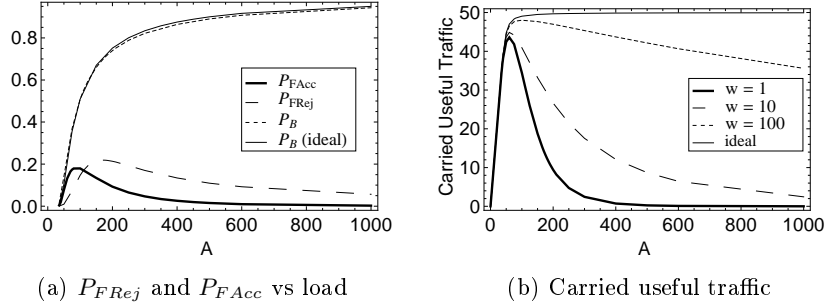 0.8
0.6
0.4
0.2
0.0
0 200 400 600 800 1000
A
P_FAcc
P_FRej
P_B
P_B (ideal)
(a) P_FRej and P_FAcc vs load
Carried Useful Traffic
50
40
30
20
10
0
0 200 400 600 800 1000
A
w = 1
w = 10
w = 100
ideal
(b) Carried useful traffic